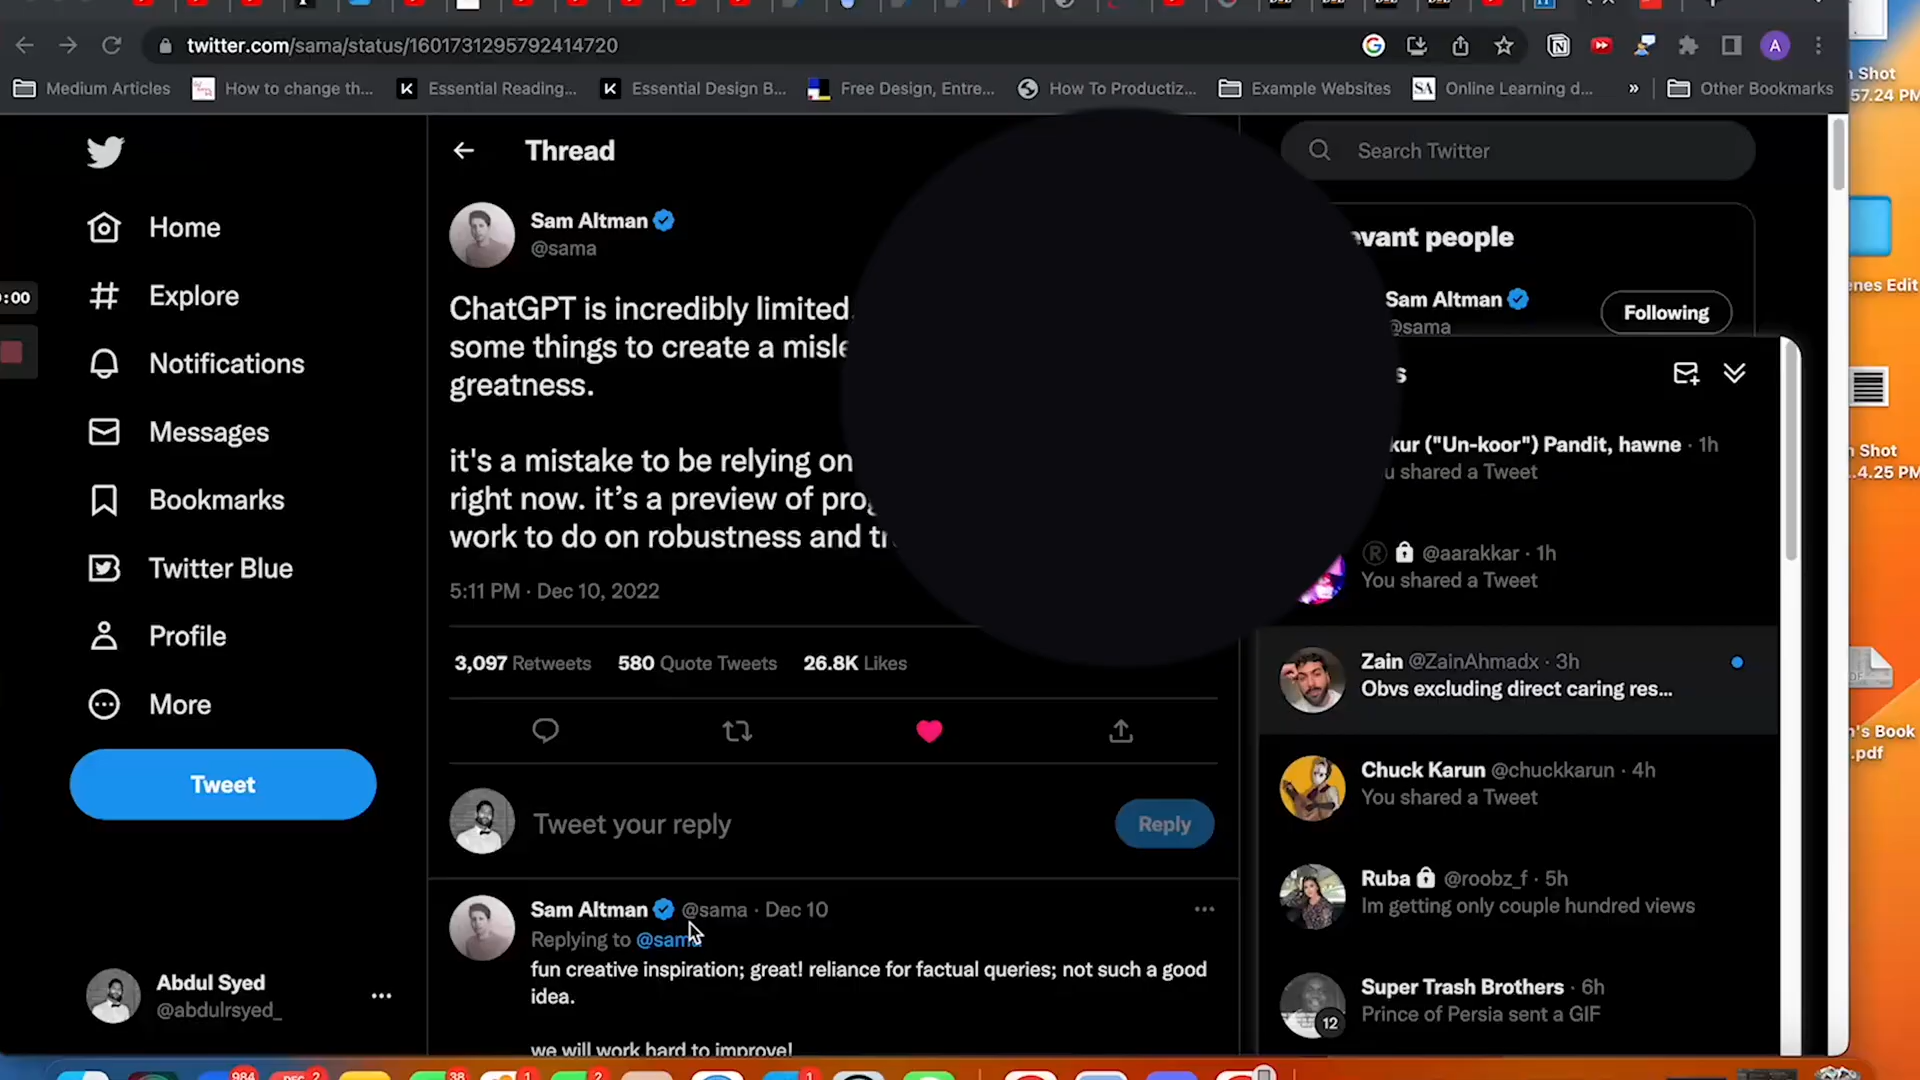 twitter.com/sama/status/1601731295792414720
Medium Articles
How to change th...
Essential Reading...
Essential Design B...
Free Design, Entre...
How To Productiz...
Example Websites
Online Learning d...
Other Bookmarks
Thread
Search Twitter
Home
Explore
Notifications
Messages
Bookmarks
Twitter Blue
Profile
More
Tweet
Abdul Syed
@abdulrsyed_
:00
Sam Altman
@sama
ChatGPT is incredibly limited.
some things to create a
greatness.
it's a mistake to be relying on
right now. it's a preview of
work to do on robustness and
5:11 PM · Dec 10, 2022
3,097 Retweets 580 Quote Tweets 26.8K Likes
Tweet your reply
Reply
Sam Altman @sama · Dec 10
Replying to @sama
fun creative inspiration; great! reliance for factual queries; not such a good
idea.
we will work hard to improve!
people
Sam Altman
@sama
Following
("Un-koor") Pandit, hawne · 1h
shared a Tweet
® @aarakkar · 1h
You shared a Tweet
Zain @ZainAhmadx · 3h
Obvs excluding direct caring res...
Chuck Karun @chuckkarun · 4h
You shared a Tweet
Ruba @roobz_f · 5h
Im getting only couple hundred views
Super Trash Brothers · 6h
Prince of Persia sent a GIF
12
Shot
57.24 PM
Edit
Shot
4.25 PM
's Book
.pdf
984
DEC 2
38
1
2
1